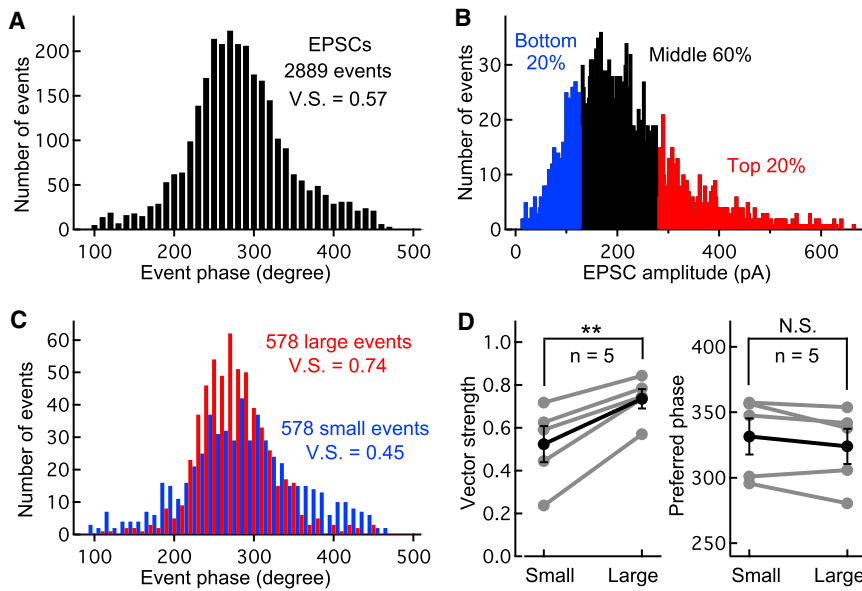 A
Number of events
200
150
100
50
0
EPSCs
2889 events
V.S. = 0.57
100
200
300
400
500
Event phase (degree)
B
Number of events
30
20
10
0
Bottom
20%
Middle 60%
Top 20%
0
200
400
600
EPSC amplitude (pA)
C
Number of events
60
50
40
30
20
10
0
578 large events
V.S. = 0.74
578 small events
V.S. = 0.45
100
200
300
400
500
Event phase (degree)
D
Vector strength
1.0
0.8
0.6
0.4
0.2
0.0
**
n = 5
Small
Large
Preferred phase
400
350
300
250
N.S.
n = 5
Small
Large